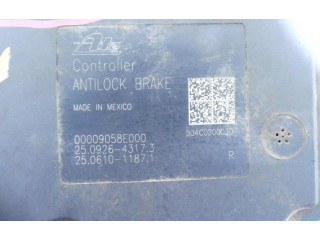 Ate
Controller
ANTILOCK BRAKE
MADE IN MEXICO
00009058E000
25.0926-4317.3
25.0610-1187.1
R